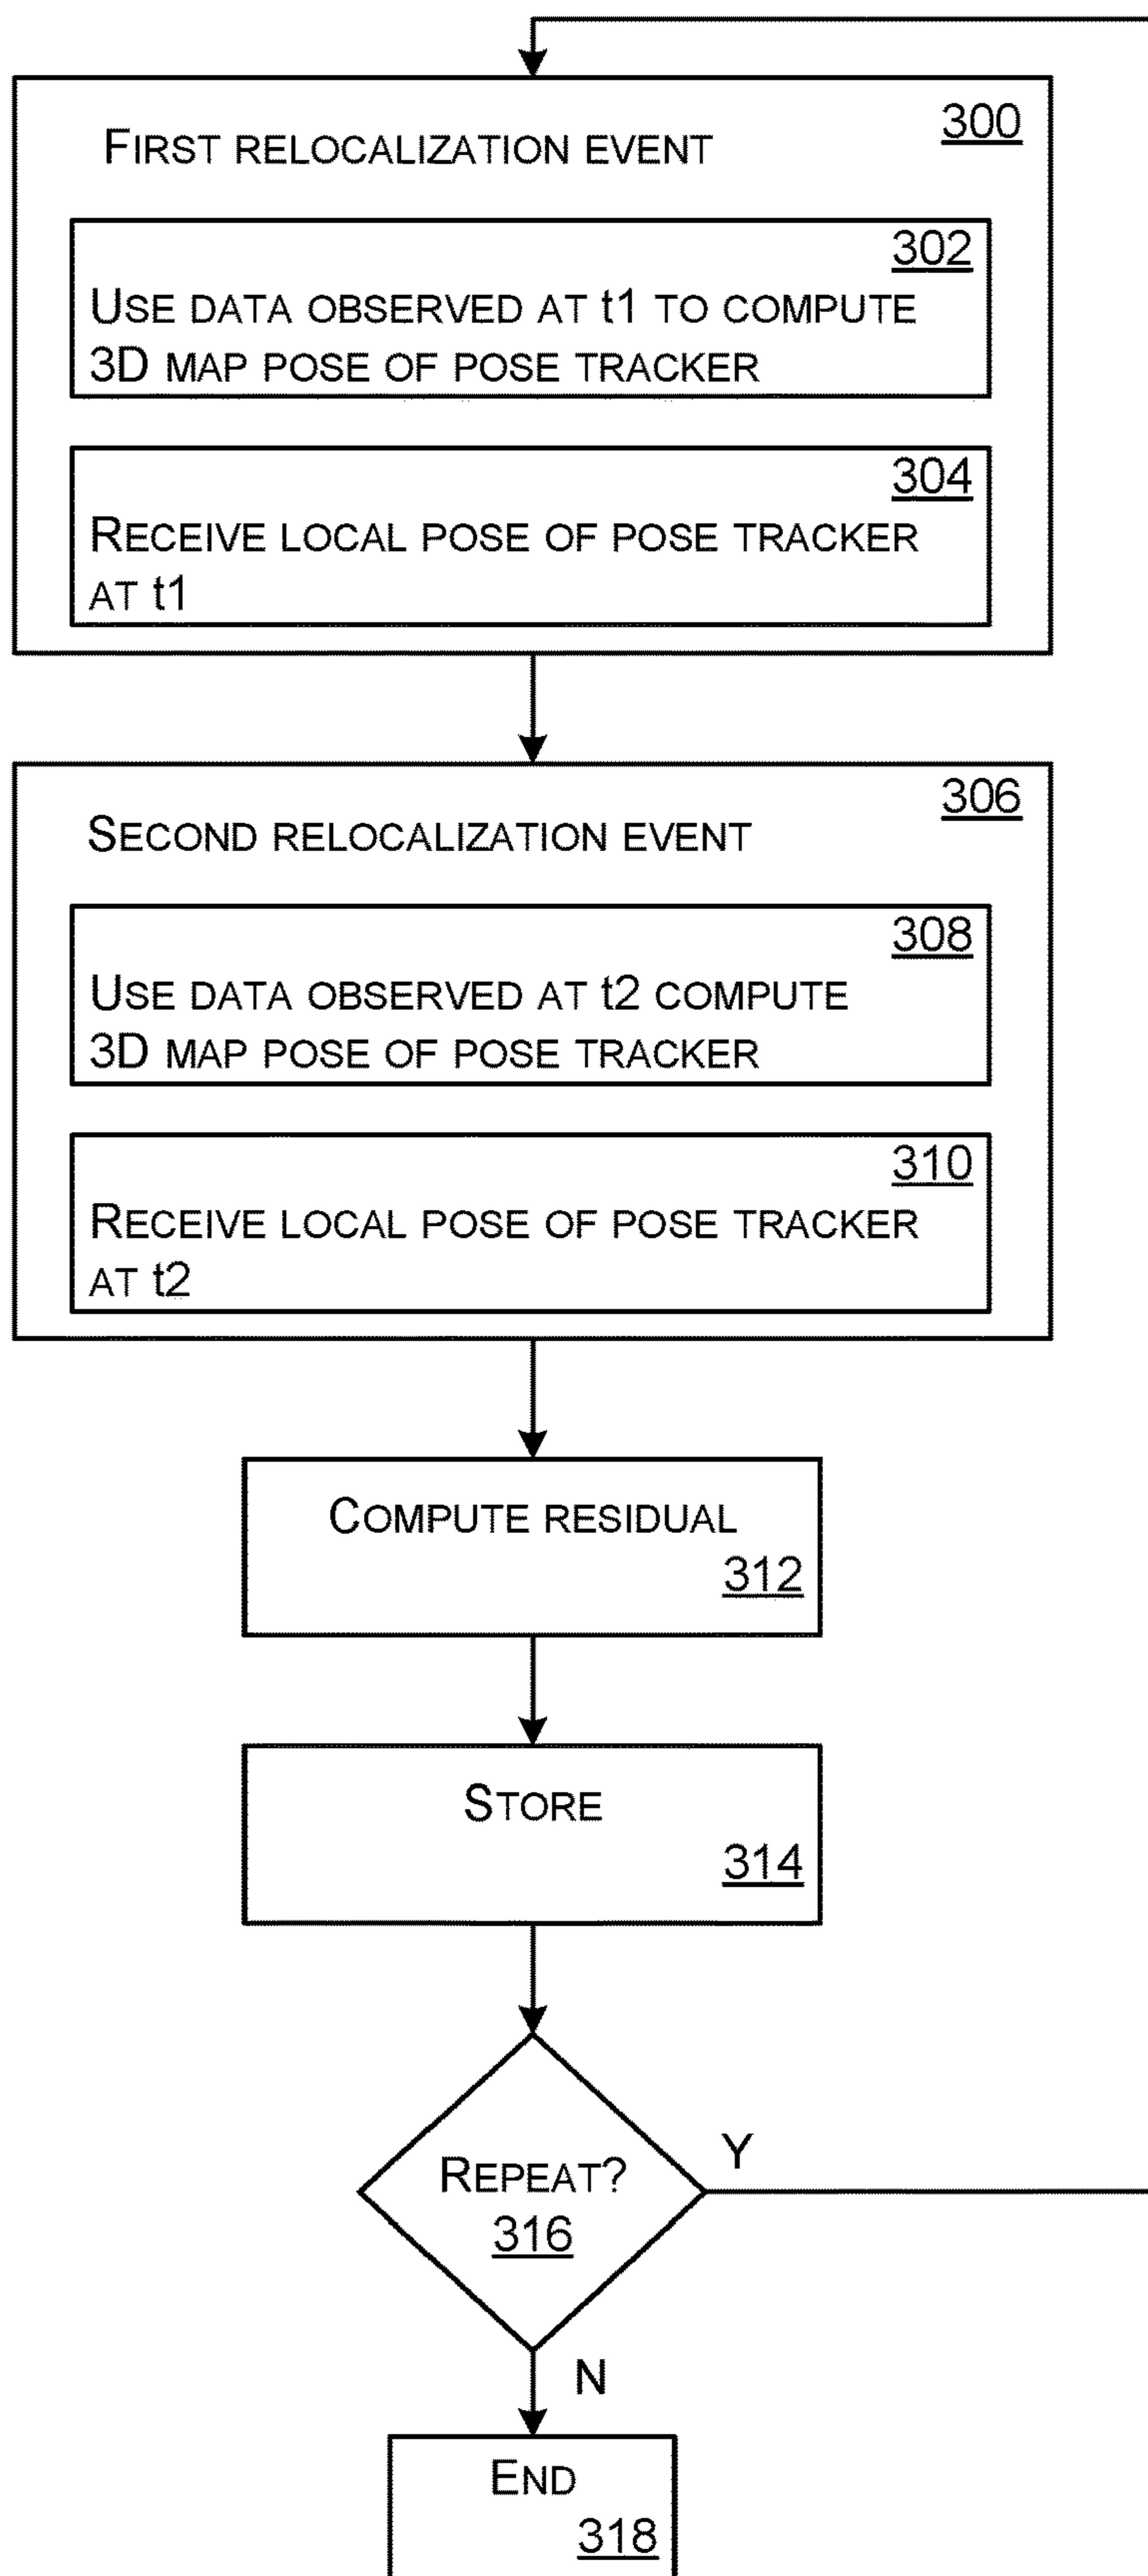 300
First relocalization event
302
Use data observed at t1 to compute
3D map pose of pose tracker
304
Receive local pose of pose tracker
at t1
306
Second relocalization event
308
Use data observed at t2 compute
3D map pose of pose tracker
310
Receive local pose of pose tracker
at t2
Compute residual
312
Store
314
Y
Repeat?
316
N
End
318